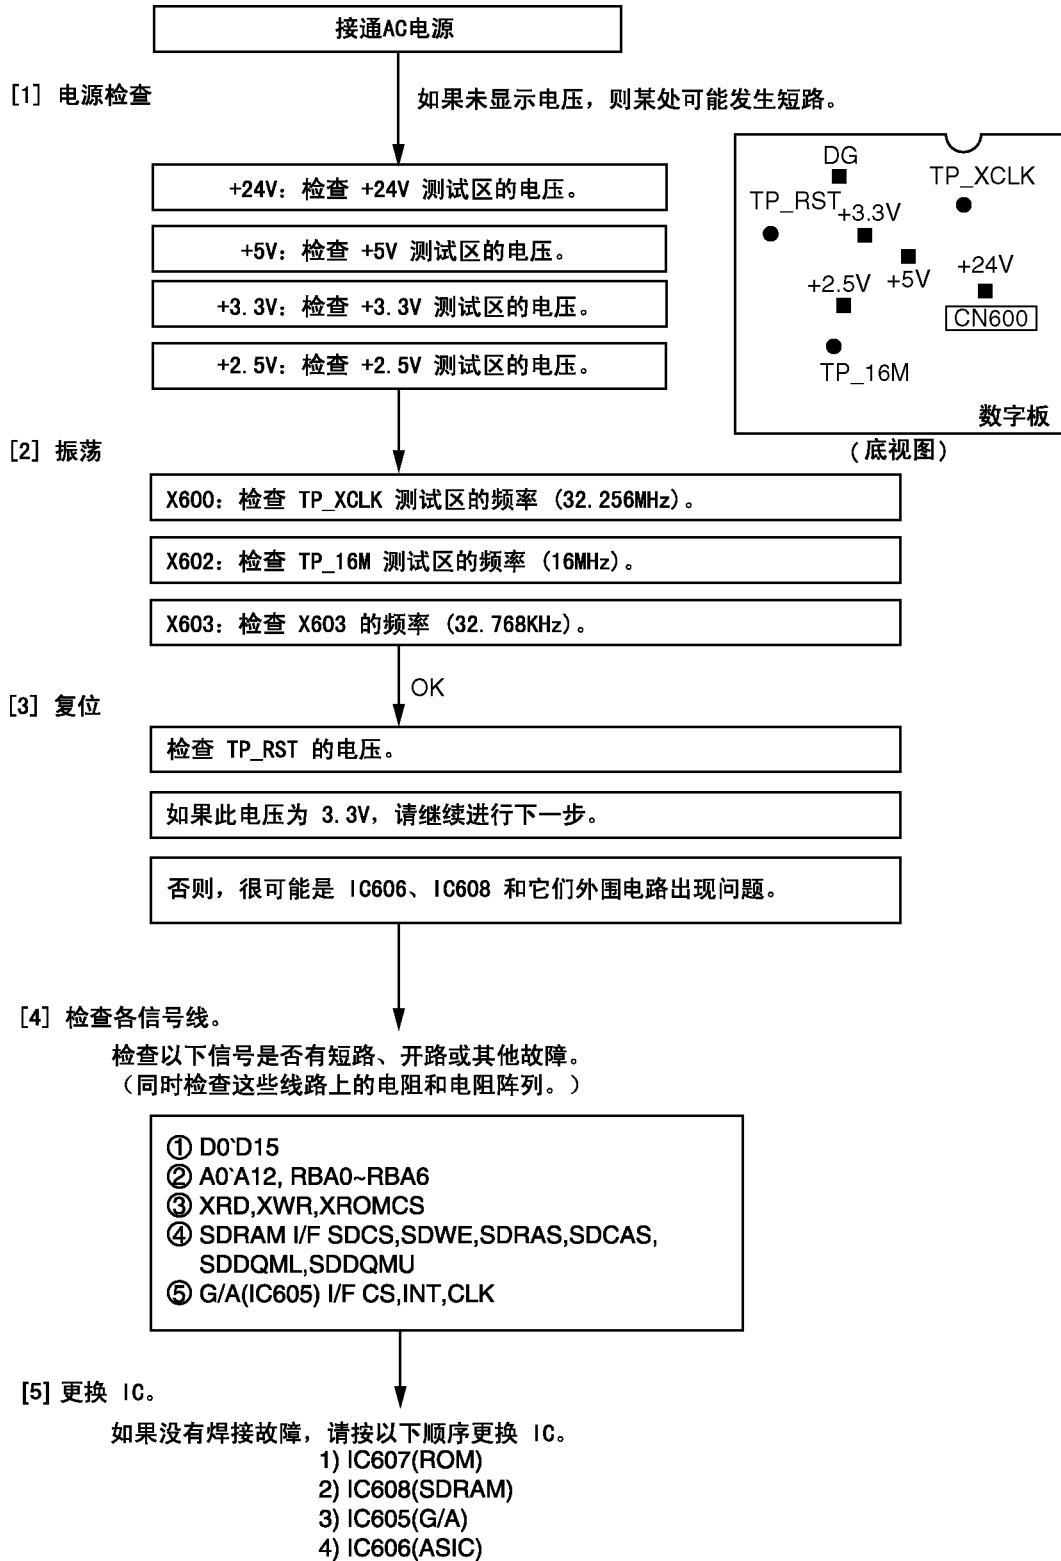 接通AC电源
[1] 电源检查
如果未显示电压，则某处可能发生短路。
+24V：检查 +24V 测试区的电压。
+5V：检查 +5V 测试区的电压。
+3.3V：检查 +3.3V 测试区的电压。
+2.5V：检查 +2.5V 测试区的电压。
DG
TP_XCLK
TP_RST
+3.3V
+24V
+2.5V
+5V
CN600
TP_16M
数字板
(底视图)
[2] 振荡
X600：检查 TP_XCLK 测试区的频率 (32.256MHz)。
X602：检查 TP_16M 测试区的频率 (16MHz)。
X603：检查 X603 的频率 (32.768KHz)。
OK
[3] 复位
检查 TP_RST 的电压。
如果此电压为 3.3V，请继续进行下一步。
否则，很可能是 IC606、IC608 和它们外围电路出现问题。
[4] 检查各信号线。
检查以下信号是否有短路、开路或其他故障。
（同时检查这些线路上的电阻和电阻阵列。）
① D0`D15
② A0`A12, RBA0~RBA6
③ XRD,XWR,XROMCS
④ SDRAM I/F SDCS,SDWE,SDRAS,SDCAS,
SDDQML,SDDQMU
⑤ G/A(IC605) I/F CS,INT,CLK
[5] 更换 IC。
如果没有焊接故障，请按以下顺序更换 IC。
1) IC607(ROM)
2) IC608(SDRAM)
3) IC605(G/A)
4) IC606(ASIC)